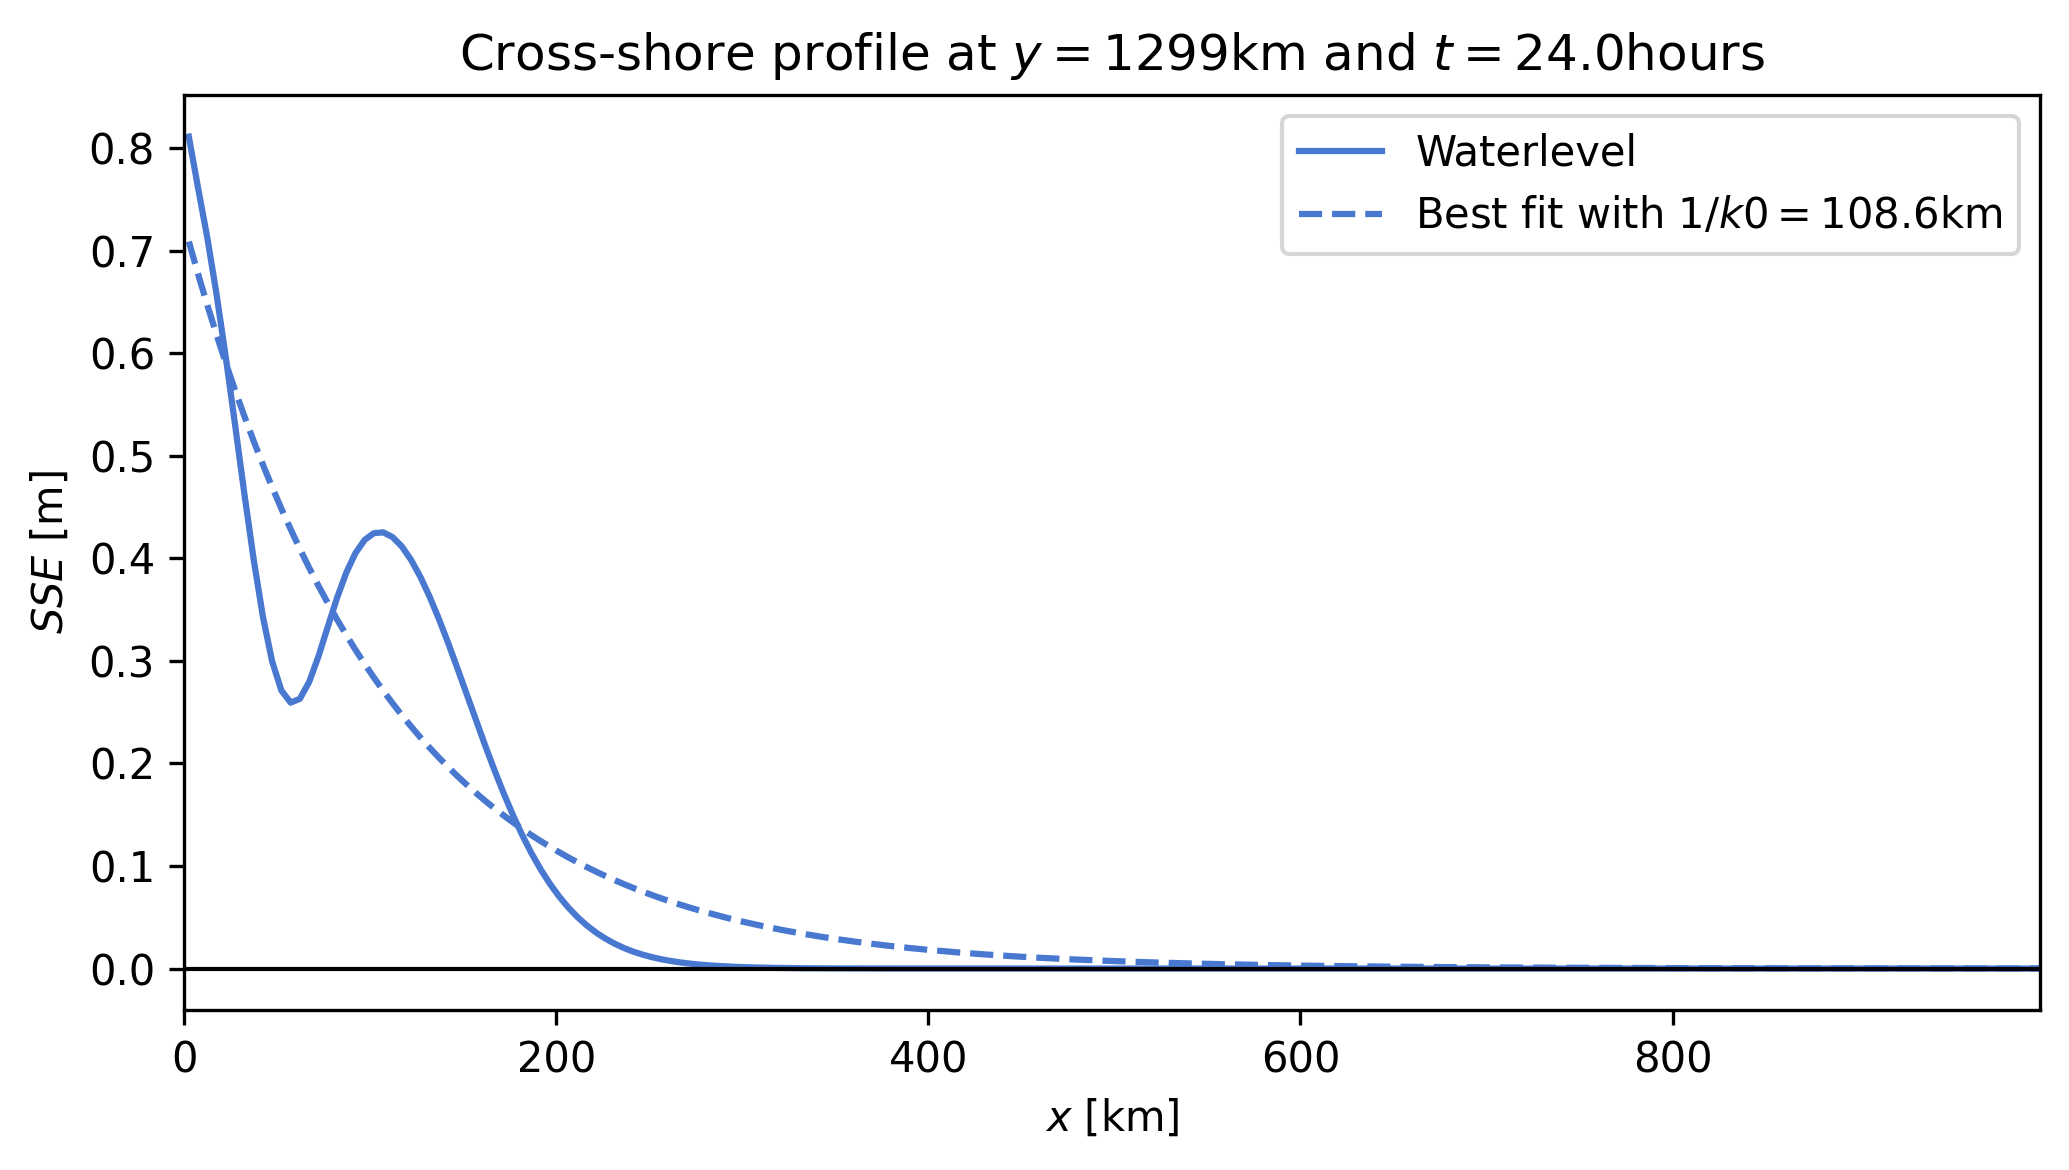 Cross-shore profile at y = 1299km and t = 24.0hours
Waterlevel
Best fit with 1/k0 = 108.6km
0.8
0.7
0.6
0.5
0.4
0.3
0.2
0.1
0.0
SSE [m]
0 200 400 600 800
x [km]